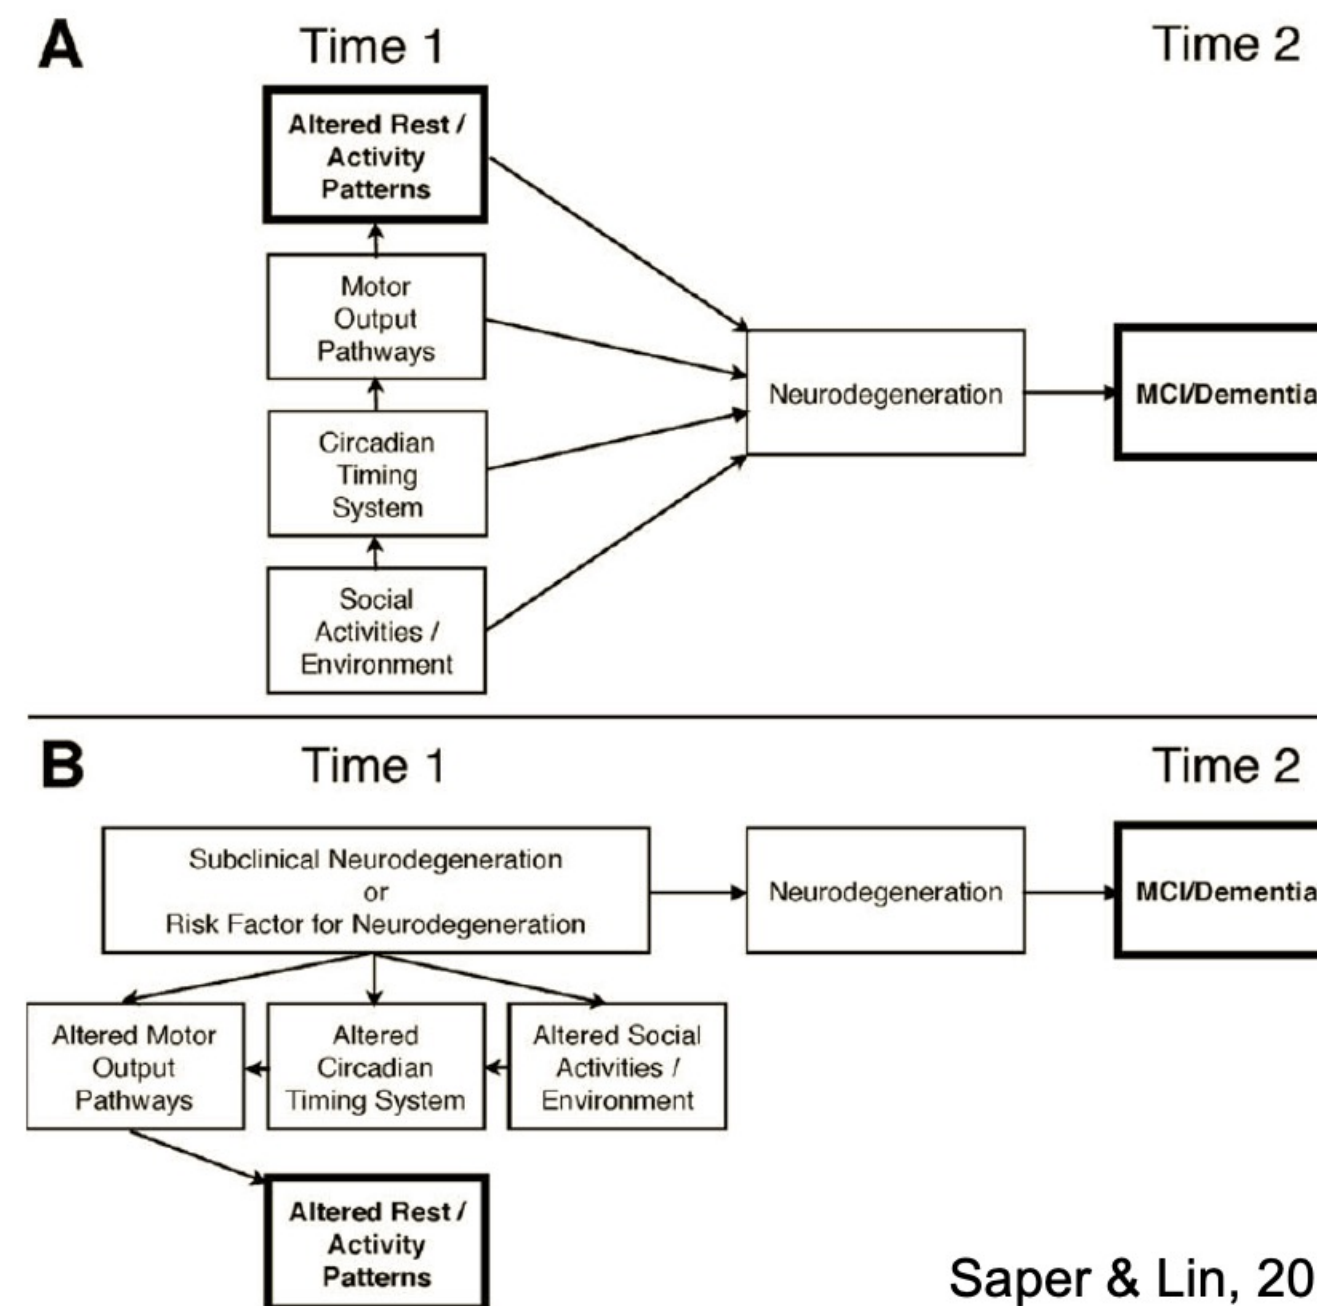 A
Time 1
Time 2
Altered Rest /
Activity
Patterns
Motor
Output
Pathways
Circadian
Timing
System
Social
Activities /
Environment
Neurodegeneration
MCI/Dementia
B
Time 1
Time 2
Subclinical Neurodegeneration
or
Risk Factor for Neurodegeneration
Neurodegeneration
MCI/Dementia
Altered Motor
Output
Pathways
Altered
Circadian
Timing System
Altered Social
Activities /
Environment
Altered Rest /
Activity
Patterns
Saper & Lin, 20